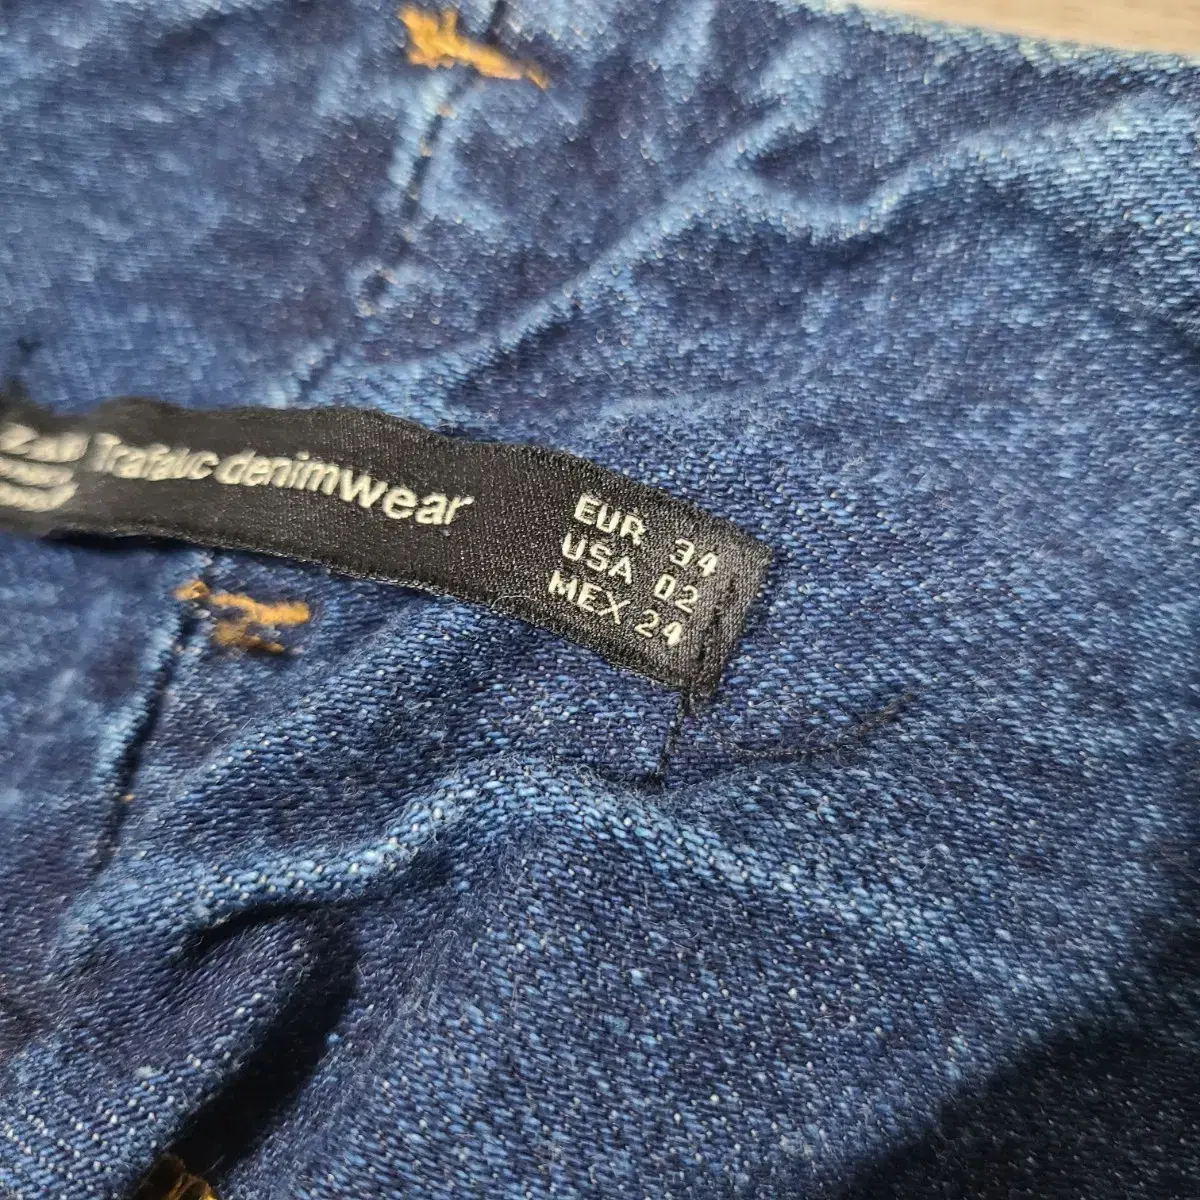 Trafaluc denimwear
EUR 34
USA 02
MEX 24